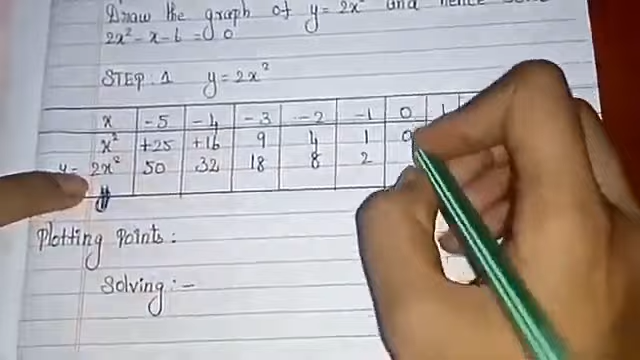 Draw the graph of y = 2x² and hence
2x² - x - 6 = 0
STEP: 1 y = 2x²
x -5 -4 -3 -2 -1 0 1
x² +25 +16 9 4 1 0
y = 2x² 50 32 18 8 2
Plotting Points:
Solving:-